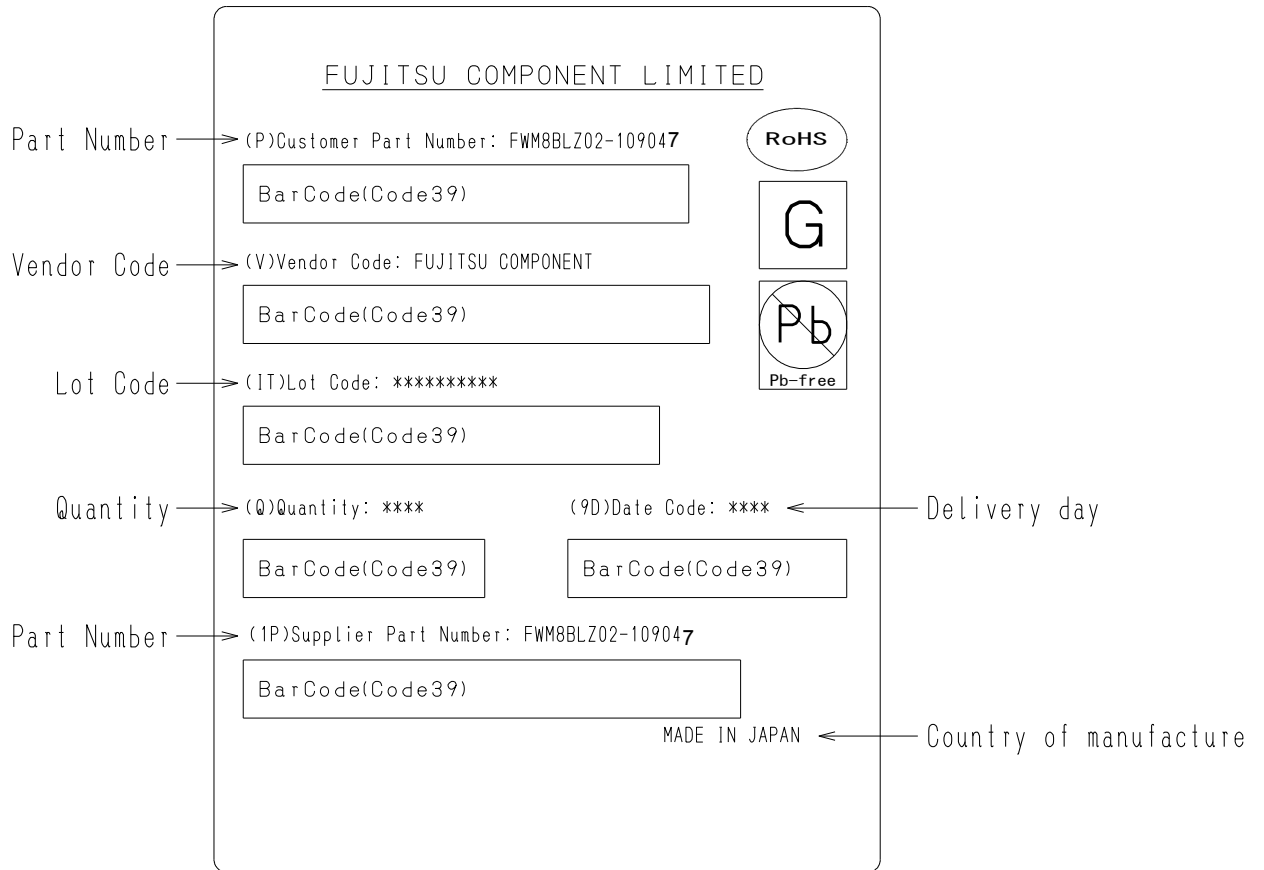 FUJITSU COMPONENT LIMITED
Part Number (P)Customer Part Number: FWM8BLZ02-109047 RoHS
BarCode(Code39)
G
Vendor Code (V)Vendor Code: FUJITSU COMPONENT
BarCode(Code39)
Pb
Pb-free
Lot Code (IT)Lot Code: **********
BarCode(Code39)
Quantity (Q)Quantity: **** (9D)Date Code: **** Delivery day
BarCode(Code39) BarCode(Code39)
Part Number (1P)Supplier Part Number: FWM8BLZ02-109047
BarCode(Code39)
MADE IN JAPAN Country of manufacture